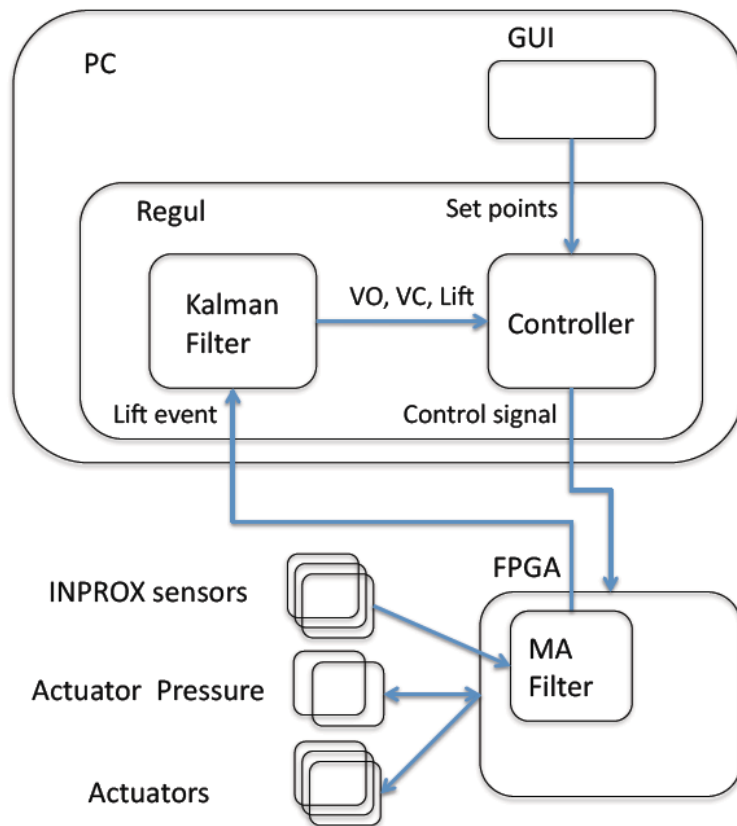 GUI
PC
Regul
Set points
Kalman
Filter
VO, VC, Lift
Controller
Lift event
Control signal
FPGA
INPROX sensors
MA
Filter
Actuator Pressure
Actuators